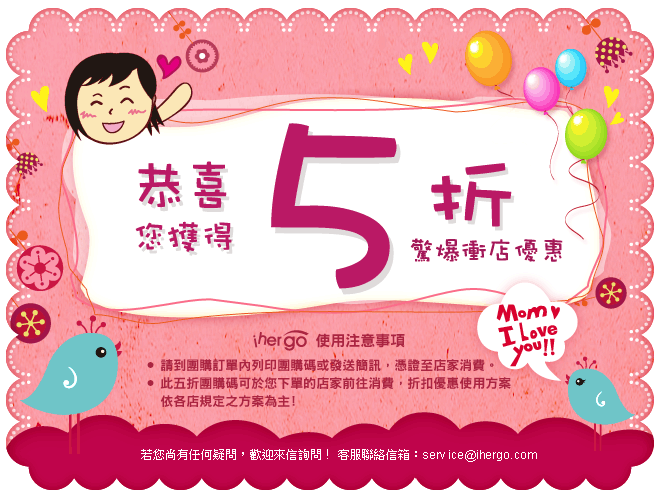 恭喜
您獲得
5
折
驚爆衝店優惠
Mom
I Love
you!!
ihergo 使用注意事項
● 請到團購訂單內列印團購碼或發送簡訊，憑證至店家消費。
● 此五折團購碼可於您下單的店家前往消費，折扣優惠使用方案
依各店規定之方案為主!
若您尚有任何疑問，歡迎來信詢問！ 客服聯絡信箱：service@ihergo.com